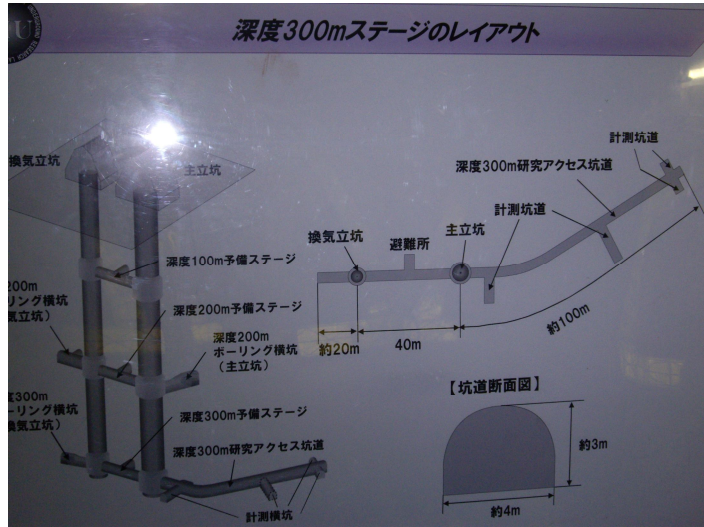 深度300mステージのレイアウト
換気立坑
主立坑
深度100m予備ステージ
200m
ーリング横坑
気立坑）
深度200m予備ステージ
深度200m
ボーリング横坑
（主立坑）
度300m
ーリング横坑
換気立坑）
深度300m予備ステージ
深度300m研究アクセス坑道
計測横坑
計測坑道
深度300m研究アクセス坑道
計測坑道
換気立坑
避難所
主立坑
約20m
40m
約100m
【坑道断面図】
約3m
約4m